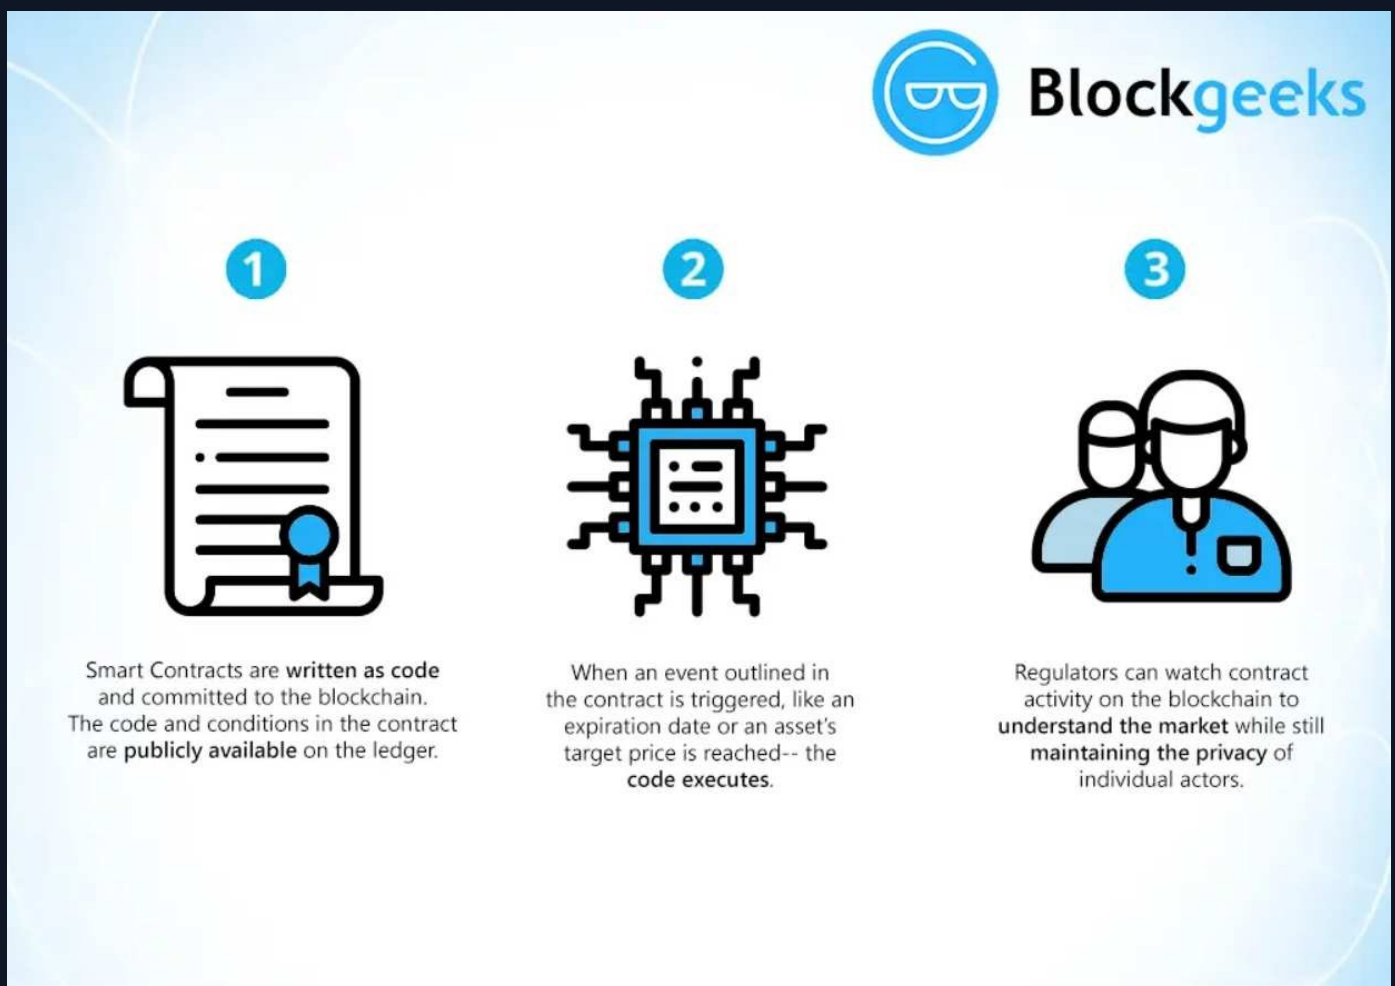 Blockgeeks
1
Smart Contracts are written as code
and committed to the blockchain.
The code and conditions in the contract
are publicly available on the ledger.
2
When an event outlined in
the contract is triggered, like an
expiration date or an asset's
target price is reached-- the
code executes.
3
Regulators can watch contract
activity on the blockchain to
understand the market while still
maintaining the privacy of
individual actors.